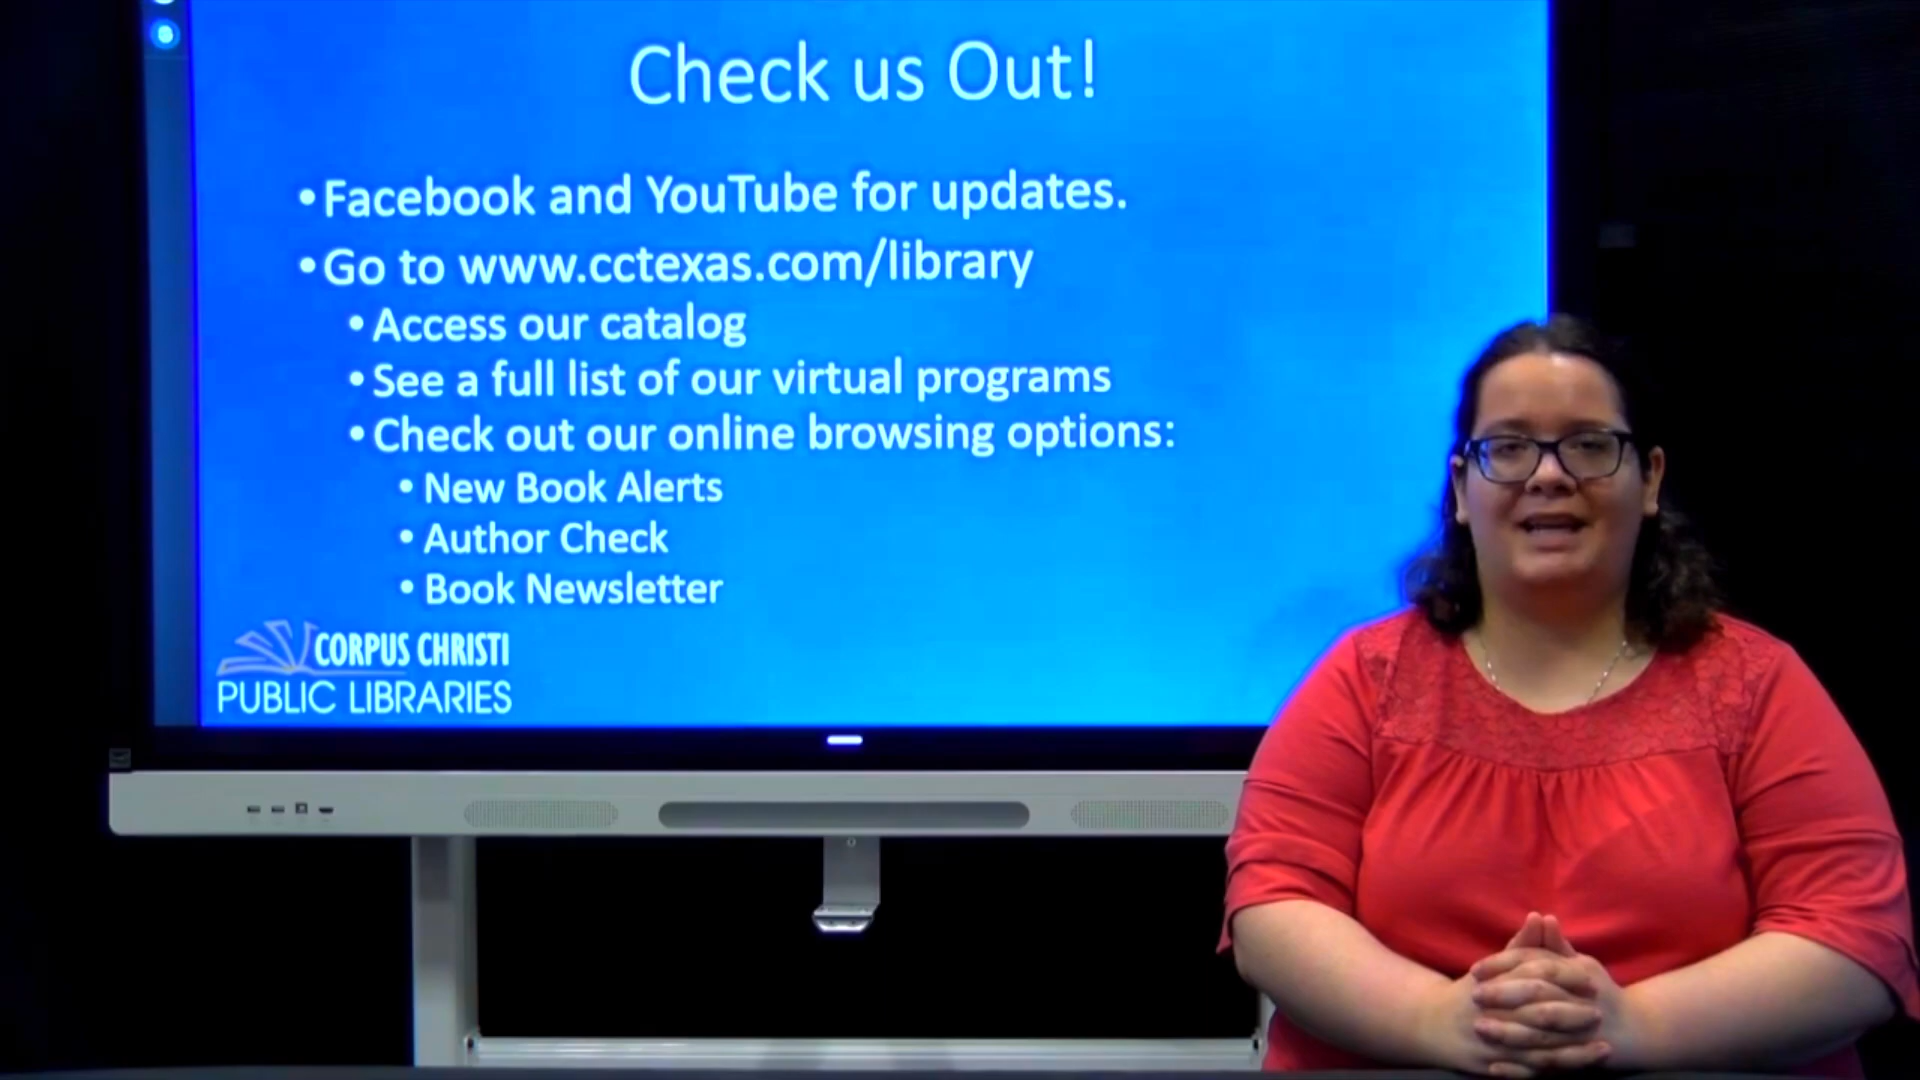 Check us Out!
•Facebook and YouTube for updates.
•Go to www.cctexas.com/library
•Access our catalog
•See a full list of our virtual programs
•Check out our online browsing options:
•New Book Alerts
•Author Check
•Book Newsletter
CORPUS CHRISTI
PUBLIC LIBRARIES